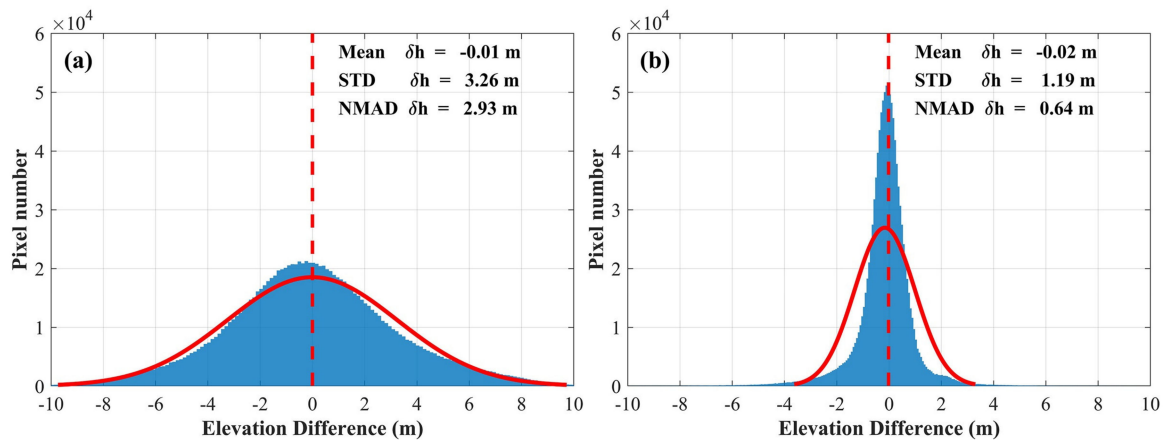 ×10⁴
6
5
4
3
2
1
0
Pixel number
(a)
Mean δh = -0.01 m
STD δh = 3.26 m
NMAD δh = 2.93 m
-10 -8 -6 -4 -2 0 2 4 6 8 10
Elevation Difference (m)
×10⁴
6
5
4
3
2
1
0
Pixel number
(b)
Mean δh = -0.02 m
STD δh = 1.19 m
NMAD δh = 0.64 m
-10 -8 -6 -4 -2 0 2 4 6 8 10
Elevation Difference (m)